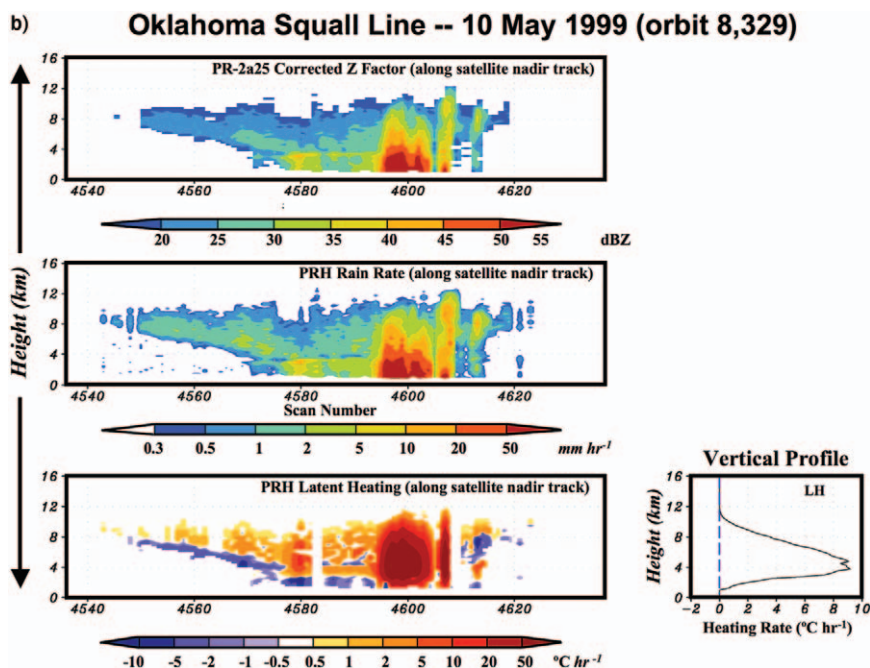 b) Oklahoma Squall Line -- 10 May 1999 (orbit 8,329)
PR-2a25 Corrected Z Factor (along satellite nadir track)
16
12
8
4
0
4540 4560 4580 4600 4620
20 25 30 35 40 45 50 55 dBZ
Height (km)
PRH Rain Rate (along satellite nadir track)
16
12
8
4
0
4540 4560 4580 4600 4620
Scan Number
0.3 0.5 1 2 5 10 20 50 mm hr-1
PRH Latent Heating (along satellite nadir track)
16
12
8
4
0
4540 4560 4580 4600 4620
-10 -5 -2 -1 -0.5 0.5 1 2 5 10 20 50 ºC hr-1
Vertical Profile
LH
Height (km)
16
12
8
4
0
-2 0 2 4 6 8 10
Heating Rate (ºC hr-1)